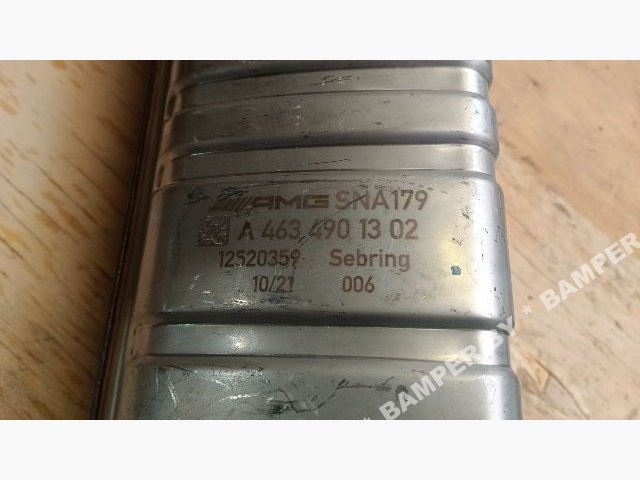 AMG SNA179
A 463 490 13 02
12520359 Sebring
10/21 006
* BAMPER.BY * BAMPER